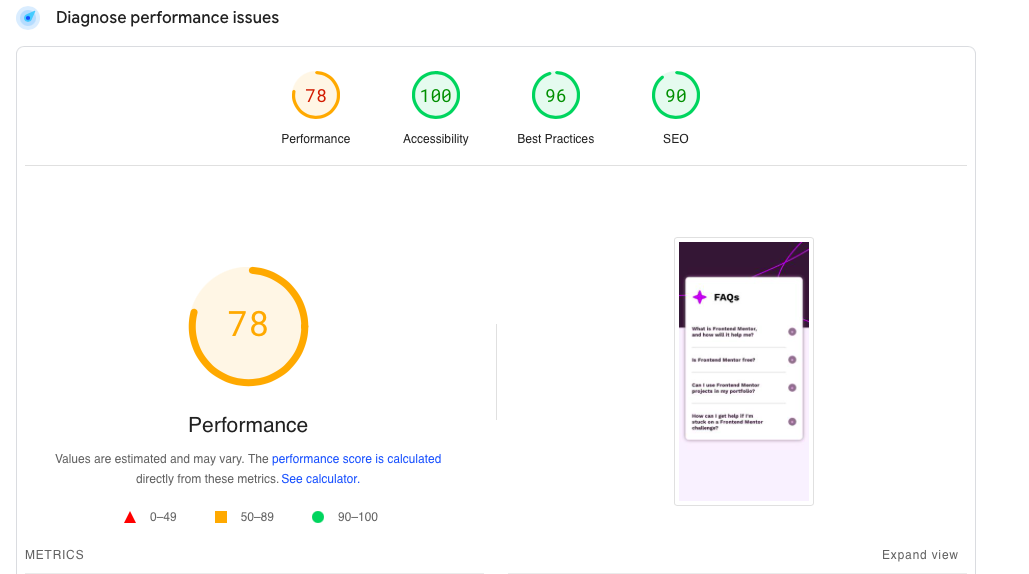 Diagnose performance issues
78
100
96
90
Performance
Accessibility
Best Practices
SEO
78
Performance
Values are estimated and may vary. The performance score is calculated
directly from these metrics. See calculator.
0–49
50–89
90–100
FAQs
What is Frontend Mentor,
and how will it help me?
Is Frontend Mentor free?
Can I use Frontend Mentor
projects in my portfolio?
How can I get help if I'm
stuck on a Frontend Mentor
challenge?
METRICS
Expand view